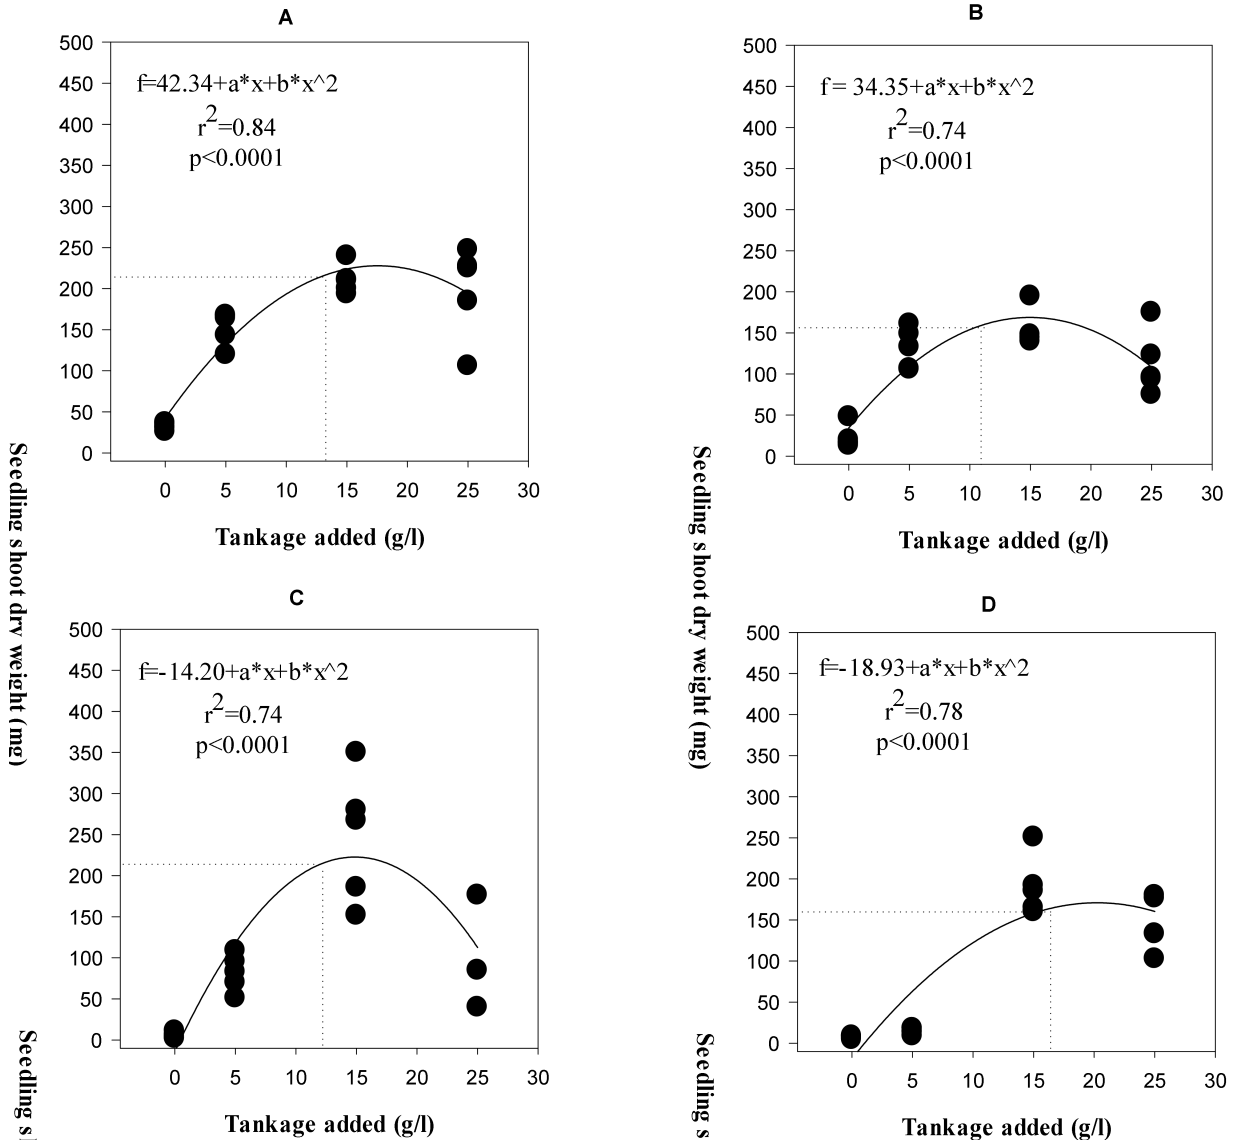 A
500
450
400
350
300
250
200
150
100
50
0
f=42.34+a*x+b*x^2
r2=0.84
p<0.0001
0 5 10 15 20 25 30
Tankage added (g/l)
Seedling shoot dry weight (mg)
B
500
450
400
350
300
250
200
150
100
50
0
f = 34.35+a*x+b*x^2
r2=0.74
p<0.0001
0 5 10 15 20 25 30
Tankage added (g/l)
Seedling shoot dry weight (mg)
C
500
450
400
350
300
250
200
150
100
50
0
f=-14.20+a*x+b*x^2
r2=0.74
p<0.0001
0 5 10 15 20 25 30
Tankage added (g/l)
Seedling
D
500
450
400
350
300
250
200
150
100
50
0
f=-18.93+a*x+b*x^2
r2=0.78
p<0.0001
0 5 10 15 20 25 30
Tankage added (g/l)
Seedling s